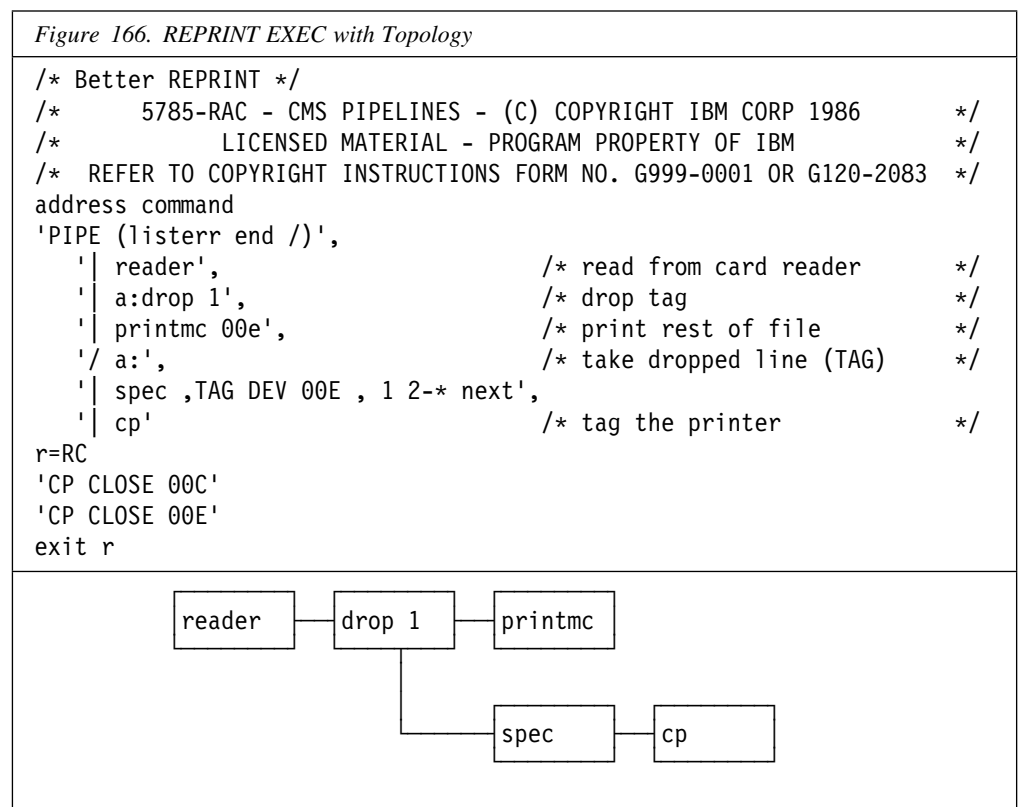 Figure 166. REPRINT EXEC with Topology
/* Better REPRINT */
/*       5785-RAC - CMS PIPELINES - (C) COPYRIGHT IBM CORP 1986       */
/*             LICENSED MATERIAL - PROGRAM PROPERTY OF IBM            */
/*  REFER TO COPYRIGHT INSTRUCTIONS FORM NO. G999-0001 OR G120-2083  */
address command
'PIPE (listerr end /)',
   '| reader',                     /* read from card reader       */
   '| a:drop 1',                   /* drop tag                    */
   '| printmc 00e',                /* print rest of file          */
   '/ a:',                         /* take dropped line (TAG)     */
   '| spec ,TAG DEV 00E , 1 2-* next',
   '| cp'                          /* tag the printer             */
r=RC
'CP CLOSE 00C'
'CP CLOSE 00E'
exit r
reader drop 1 printmc
spec cp